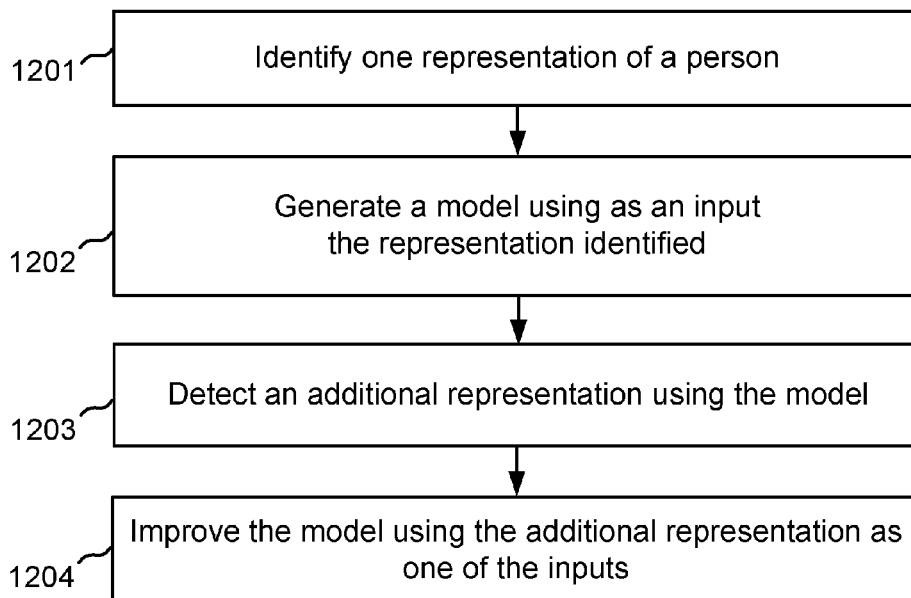 1201
Identify one representation of a person
1202
Generate a model using as an input
the representation identified
1203
Detect an additional representation using the model
1204
Improve the model using the additional representation as
one of the inputs